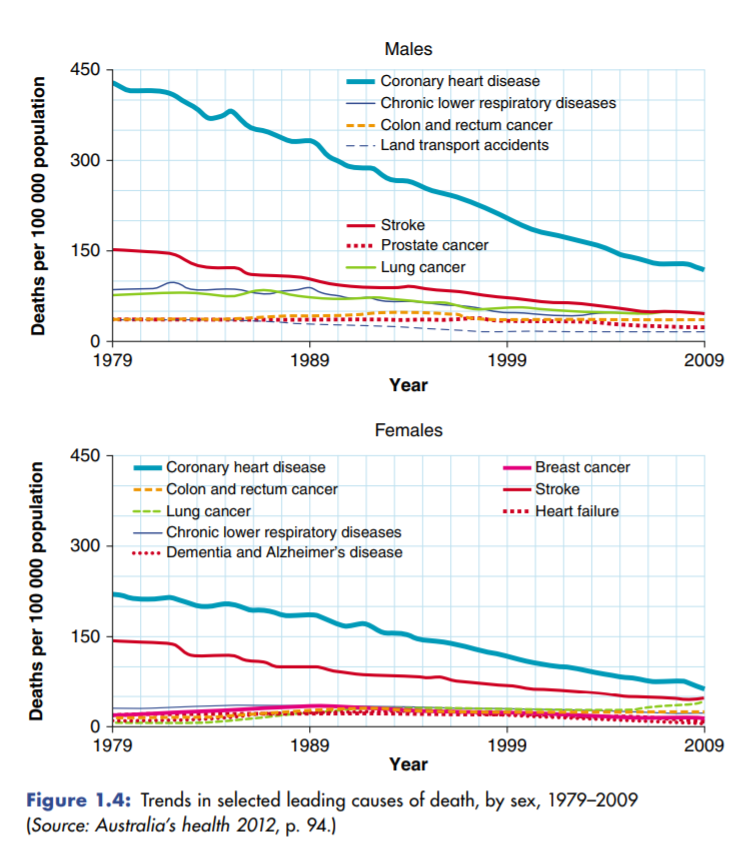 Males
450
300
150
0
Deaths per 100 000 population
Coronary heart disease
Chronic lower respiratory diseases
Colon and rectum cancer
Land transport accidents
Stroke
Prostate cancer
Lung cancer
1979
1989
1999
2009
Year
Females
450
300
150
0
Deaths per 100 000 population
Coronary heart disease
Colon and rectum cancer
Lung cancer
Chronic lower respiratory diseases
Dementia and Alzheimer's disease
Breast cancer
Stroke
Heart failure
1979
1989
1999
2009
Year
Figure 1.4: Trends in selected leading causes of death, by sex, 1979–2009
(Source: Australia's health 2012, p. 94.)